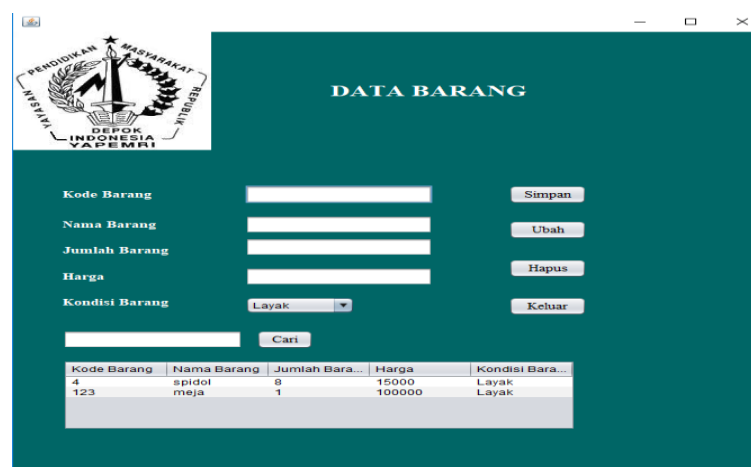 PENDIDIKAN MASYARAKAT
YAYASAN
REPUBLIK
DEPOK
INDONESIA
YAPEMRI
DATA BARANG
Kode Barang
Simpan
Nama Barang
Ubah
Jumlah Barang
Harga
Hapus
Kondisi Barang
Layak
Keluar
Cari
Kode Barang Nama Barang Jumlah Bara... Harga Kondisi Bara...
4 spidol 8 15000 Layak
123 meja 1 100000 Layak